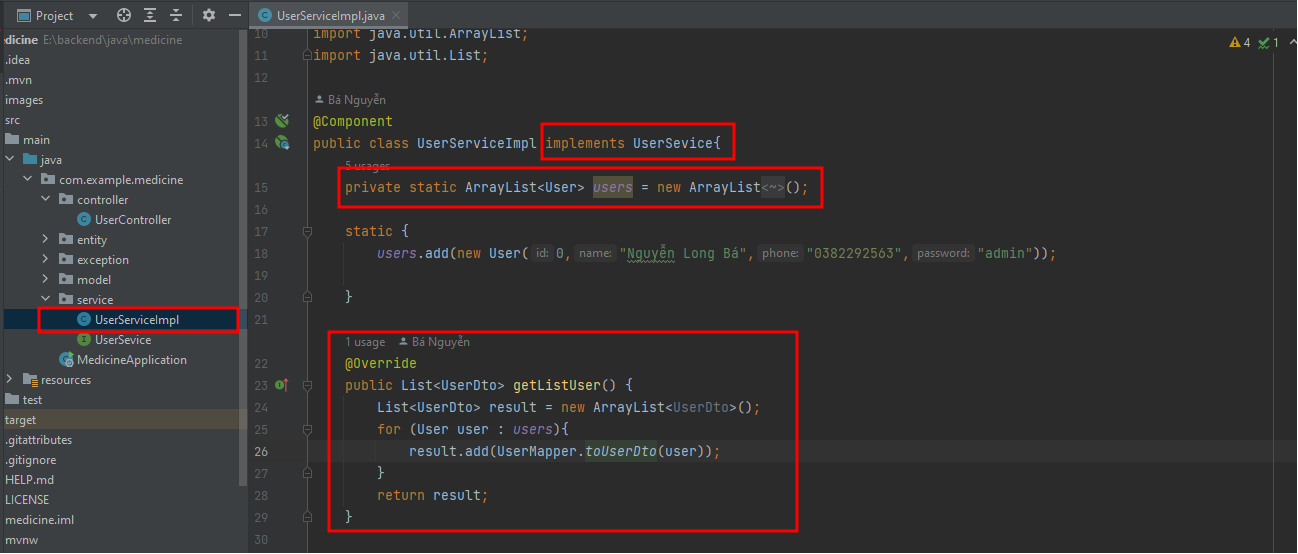 Project
UserServiceImpl.java
edicine E:\backend\java\medicine
.idea
.mvn
images
src
main
java
com.example.medicine
controller
UserController
entity
exception
model
service
UserServiceImpl
UserSevice
MedicineApplication
resources
test
target
.gitattributes
.gitignore
HELP.md
LICENSE
medicine.iml
mvnw
4 1
10 import java.util.ArrayList;
11 import java.util.List;
12
Bá Nguyễn
13 @Component
14 public class UserServiceImpl implements UserSevice{
5 usages
15 private static ArrayList<User> users = new ArrayList<~>();
16
17 static {
18 users.add(new User( id: 0, name: "Nguyễn Long Bá", phone: "0382292563", password: "admin"));
19
20 }
21
1 usage Bá Nguyễn
22 @Override
23 public List<UserDto> getListUser() {
24 List<UserDto> result = new ArrayList<UserDto>();
25 for (User user : users){
26 result.add(UserMapper.toUserDto(user));
27 }
28 return result;
29 }
30